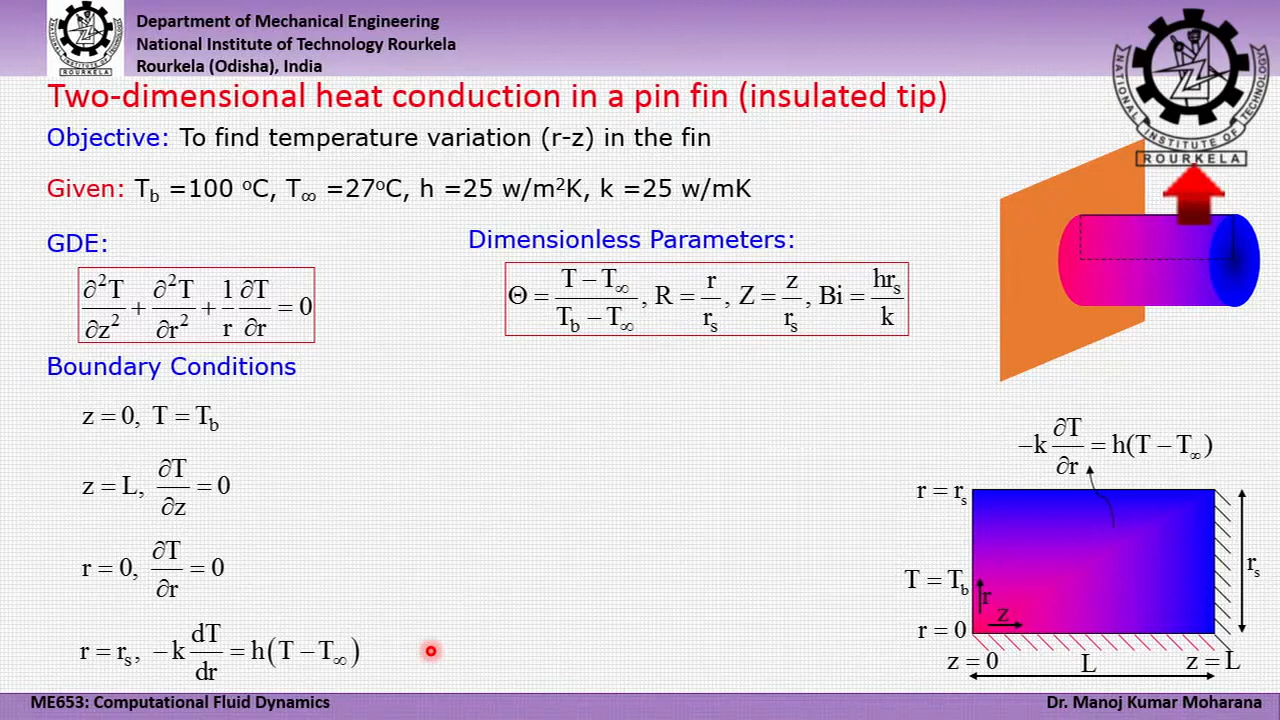 Department of Mechanical Engineering
National Institute of Technology Rourkela
Rourkela (Odisha), India
NATIONAL INSTITUTE OF TECHNOLOGY
ROURKELA
Two-dimensional heat conduction in a pin fin (insulated tip)
Objective: To find temperature variation (r-z) in the fin
Given: T_b =100 °C, T_∞ =27°C, h =25 w/m²K, k =25 w/mK
GDE:
∂²T/∂z² + ∂²T/∂r² + 1/r ∂T/∂r = 0
Dimensionless Parameters:
Θ = (T − T_∞)/(T_b − T_∞), R = r/r_s, Z = z/r_s, Bi = hr_s/k
Boundary Conditions
z = 0, T = T_b
z = L, ∂T/∂z = 0
r = 0, ∂T/∂r = 0
r = r_s, −k dT/dr = h(T − T_∞)
−k ∂T/∂r = h(T − T_∞)
r = r_s
r_s
T = T_b
r
z
r = 0
z = 0
L
z = L
ME653: Computational Fluid Dynamics
Dr. Manoj Kumar Moharana